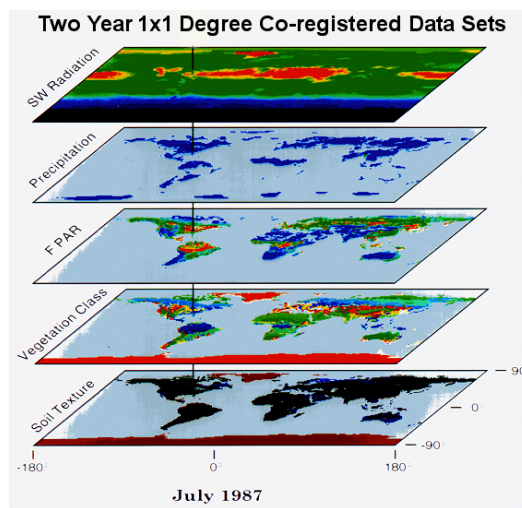 Two Year 1x1 Degree Co-registered Data Sets
SW Radiation
Precipitation
F PAR
Vegetation Class
Soil Texture
90
0°
-90°
-180° 0° 180°
July 1987